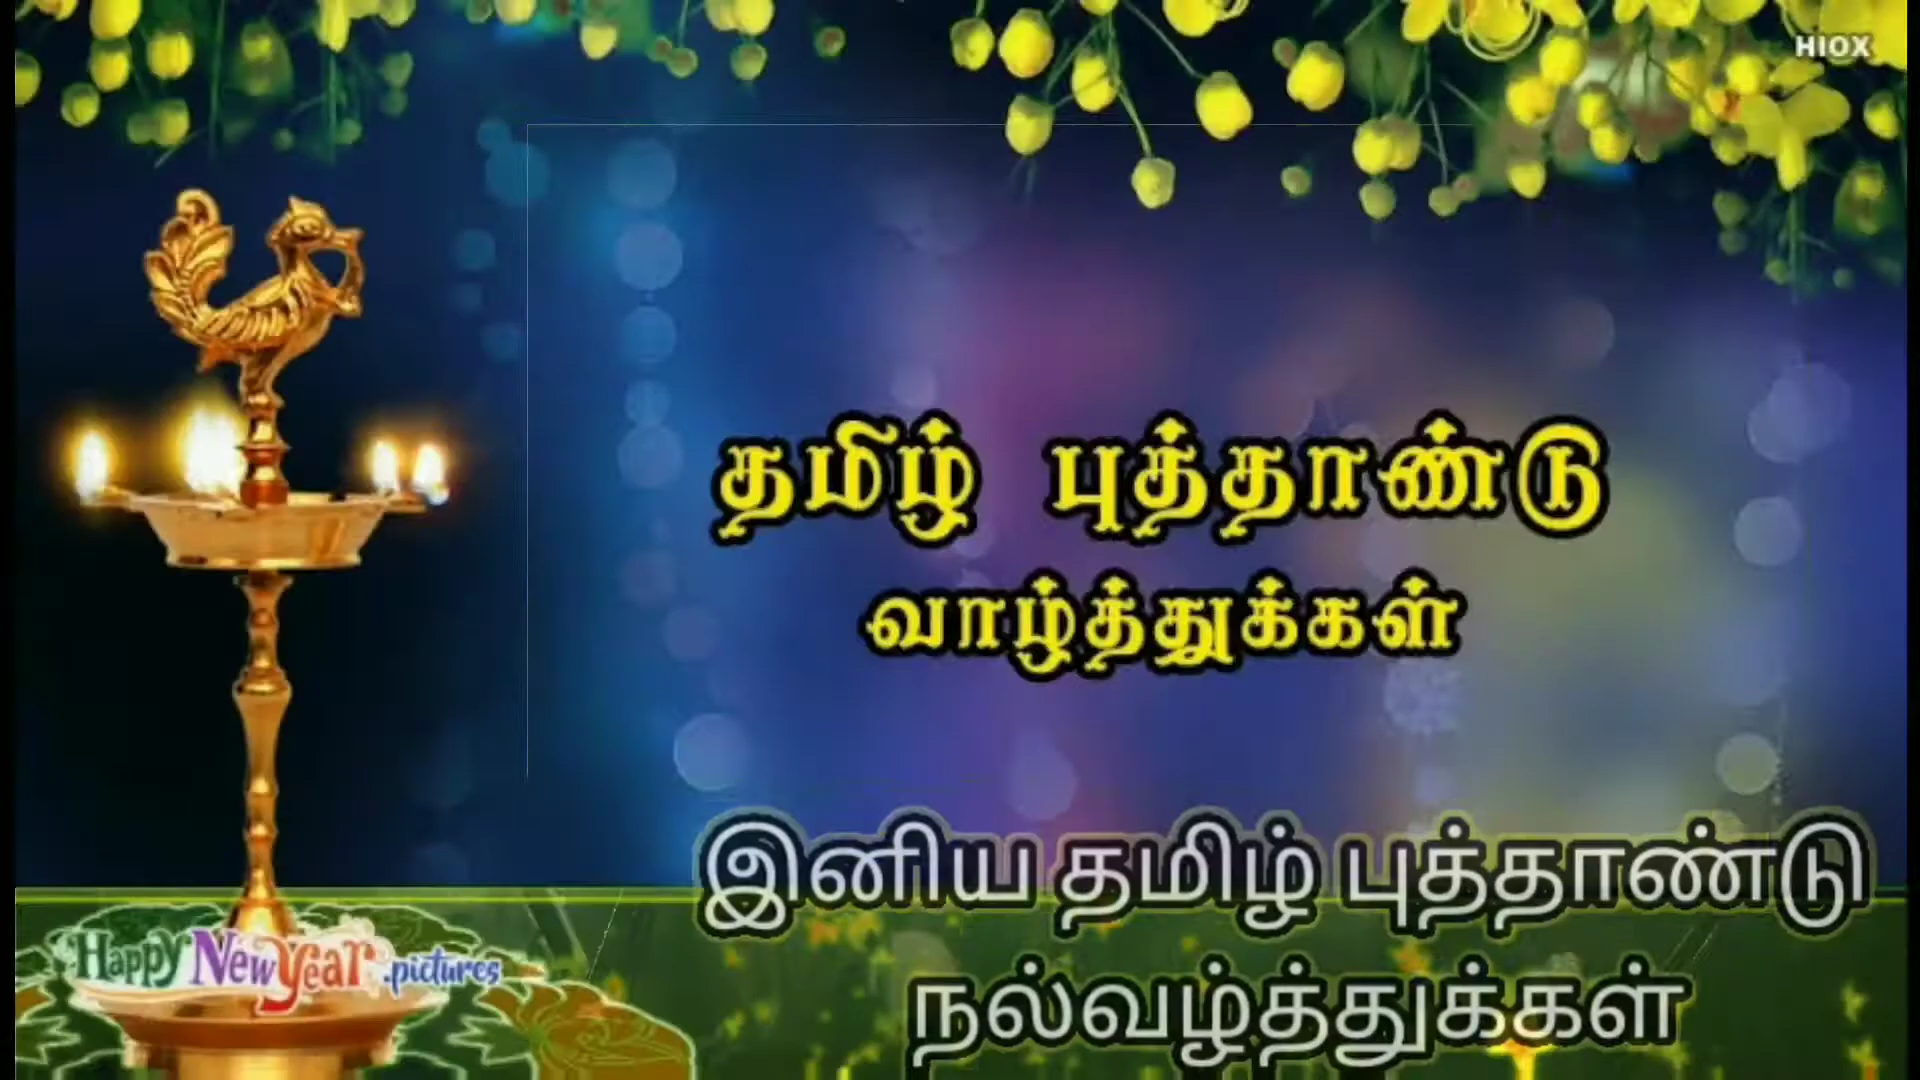 HIOX
தமிழ் புத்தாண்டு
வாழ்த்துக்கள்
இனிய தமிழ் புத்தாண்டு
நல்வழ்த்துக்கள்
Happy New Year .pictures